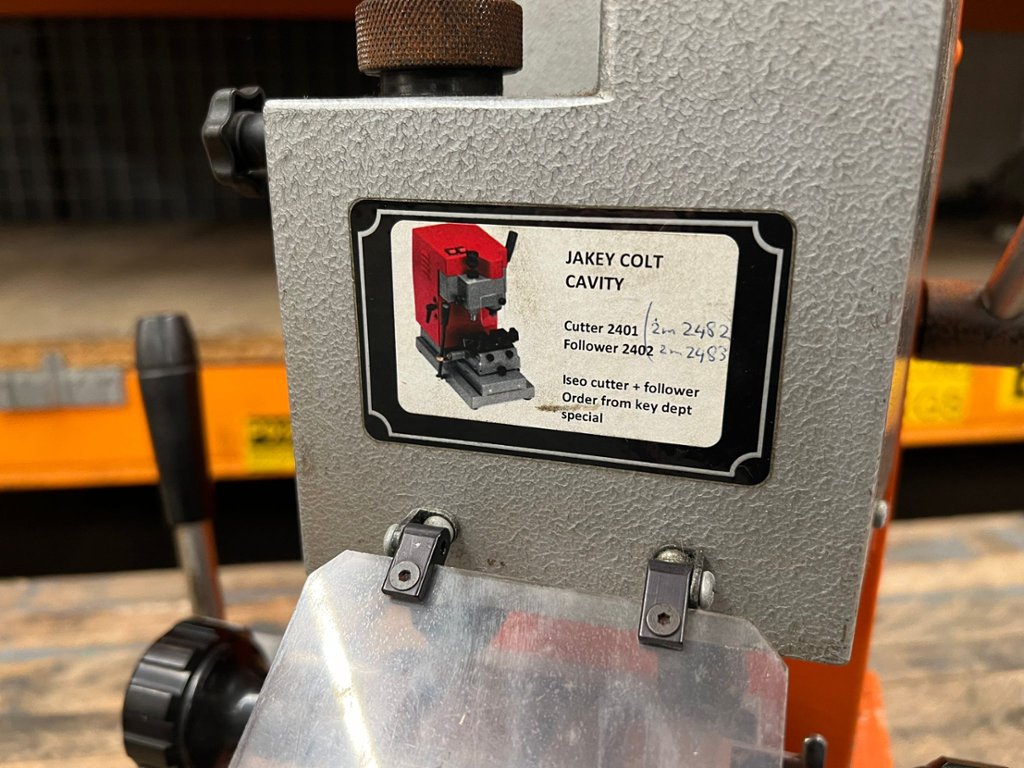 JAKEY COLT
CAVITY
Cutter 2401 / 2m 2482
Follower 2402 2m 2483
Iseo cutter + follower
Order from key dept
special